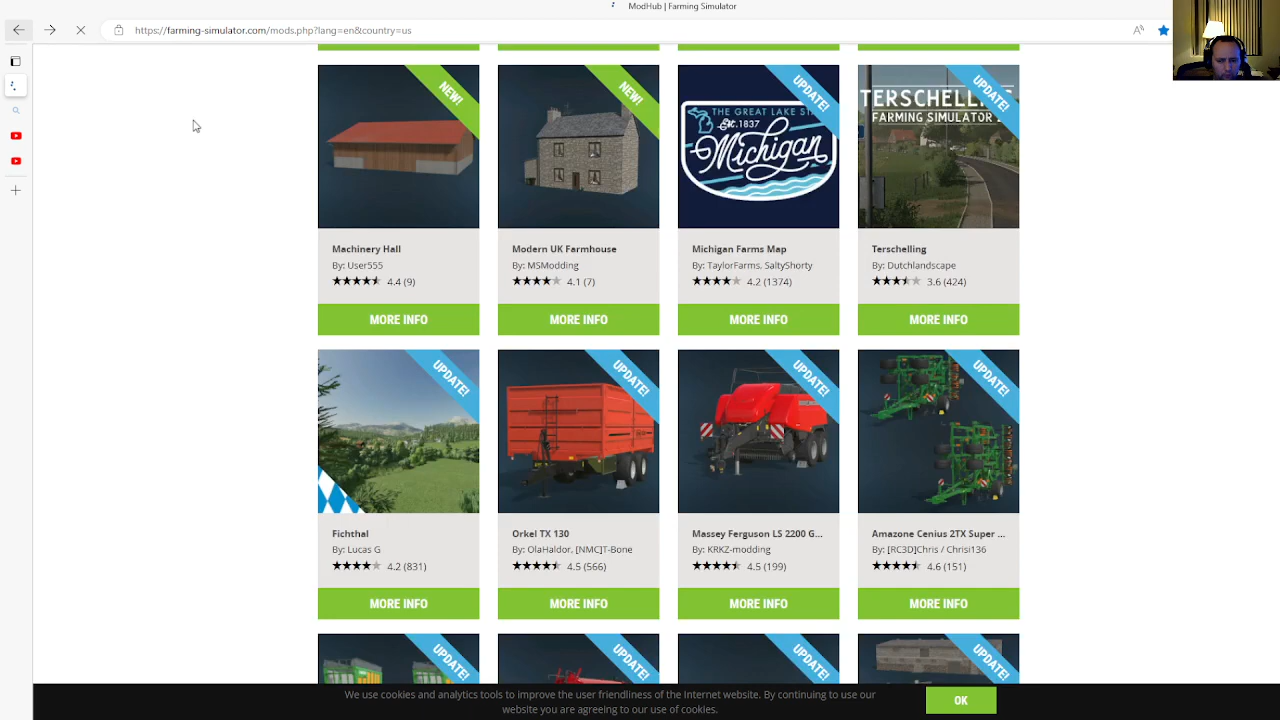 ModHub | Farming Simulator
https://farming-simulator.com/mods.php?lang=en&country=us
NEW!
NEW!
UPDATE!
UPDATE!
THE GREAT LAKE ST
Est. 1837
Michigan
TERSCHELLING
FARMING SIMULATOR
Machinery Hall
By: User555
4.4 (9)
MORE INFO
Modern UK Farmhouse
By: MSModding
4.1 (7)
MORE INFO
Michigan Farms Map
By: TaylorFarms, SaltyShorty
4.2 (1374)
MORE INFO
Terschelling
By: Dutchlandscape
3.6 (424)
MORE INFO
UPDATE!
UPDATE!
UPDATE!
UPDATE!
Fichthal
By: Lucas G
4.2 (831)
MORE INFO
Orkel TX 130
By: OlaHaldor, [NMC]T-Bone
4.5 (566)
MORE INFO
Massey Ferguson LS 2200 G...
By: KRKZ-modding
4.5 (199)
MORE INFO
Amazone Cenius 2TX Super ...
By: [RC3D]Chris / Chrisi136
4.6 (151)
MORE INFO
UPDATE!
UPDATE!
UPDATE!
UPDATE!
We use cookies and analytics tools to improve the user friendliness of the Internet website. By continuing to use our
website you are agreeing to our use of cookies.
OK